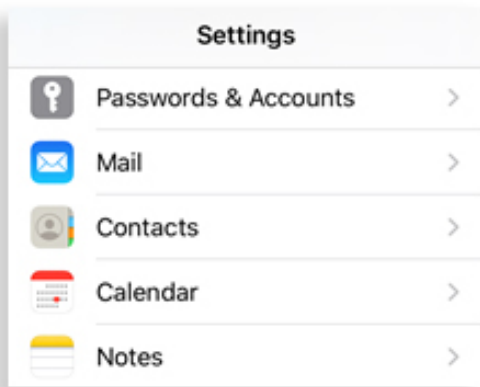 Settings
Passwords & Accounts
Mail
Contacts
Calendar
Notes